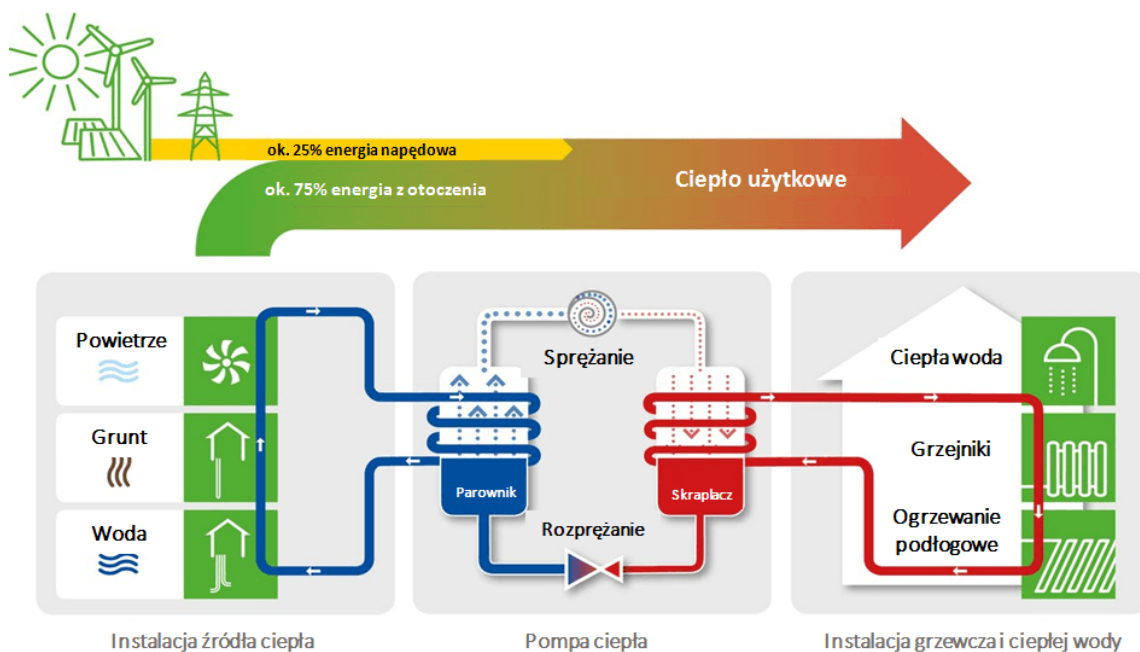 ok. 25% energia napędowa
ok. 75% energia z otoczenia
Ciepło użytkowe
Powietrze
Grunt
Woda
Instalacja źródła ciepła
Sprężanie
Parownik
Skraplacz
Rozprężanie
Pompa ciepła
Ciepła woda
Grzejniki
Ogrzewanie
podłogowe
Instalacja grzewcza i ciepłej wody